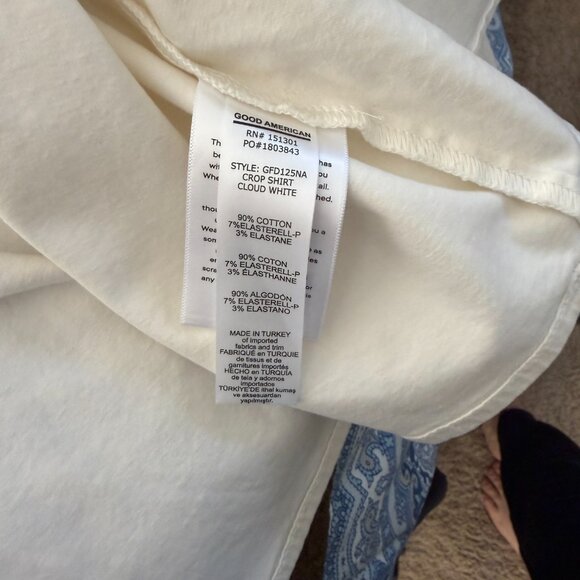 GOOD AMERICAN
RN# 151301
PO#1803843
STYLE: GFD125NA
CROP SHIRT
CLOUD WHITE
90% COTTON
7%ELASTERELL-P
3% ELASTANE
90% COTON
7% ELASTERELL-P
3% ÉLASTHANNE
90% ALGODÓN
7% ELASTERELL-P
3% ELASTANO
MADE IN TURKEY
of imported
fabrics and trim
FABRIQUÉ en TURQUIE
de tissus et de
garnitures importés
HECHO en TURQUÍA
de tela y adornos
importados
TÜRKİYE'DE ithel kumaş
ve aksesuardan
yapılmıştır.